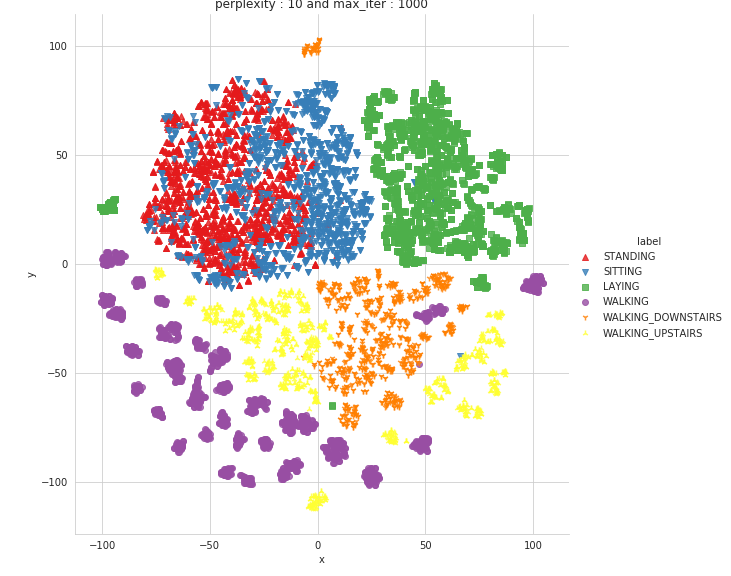 perplexity : 10 and max_iter : 1000
100
50
0
−50
−100
y
−100
−50
0
50
100
x
label
STANDING
SITTING
LAYING
WALKING
WALKING_DOWNSTAIRS
WALKING_UPSTAIRS